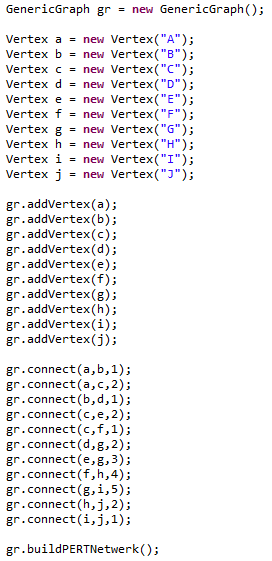 GenericGraph gr = new GenericGraph();
Vertex a = new Vertex("A");
Vertex b = new Vertex("B");
Vertex c = new Vertex("C");
Vertex d = new Vertex("D");
Vertex e = new Vertex("E");
Vertex f = new Vertex("F");
Vertex g = new Vertex("G");
Vertex h = new Vertex("H");
Vertex i = new Vertex("I");
Vertex j = new Vertex("J");
gr.addVertex(a);
gr.addVertex(b);
gr.addVertex(c);
gr.addVertex(d);
gr.addVertex(e);
gr.addVertex(f);
gr.addVertex(g);
gr.addVertex(h);
gr.addVertex(i);
gr.addVertex(j);
gr.connect(a,b,1);
gr.connect(a,c,2);
gr.connect(b,d,1);
gr.connect(c,e,2);
gr.connect(c,f,1);
gr.connect(d,g,2);
gr.connect(e,g,3);
gr.connect(f,h,4);
gr.connect(g,i,5);
gr.connect(h,j,2);
gr.connect(i,j,1);
gr.buildPERTNetwerk();